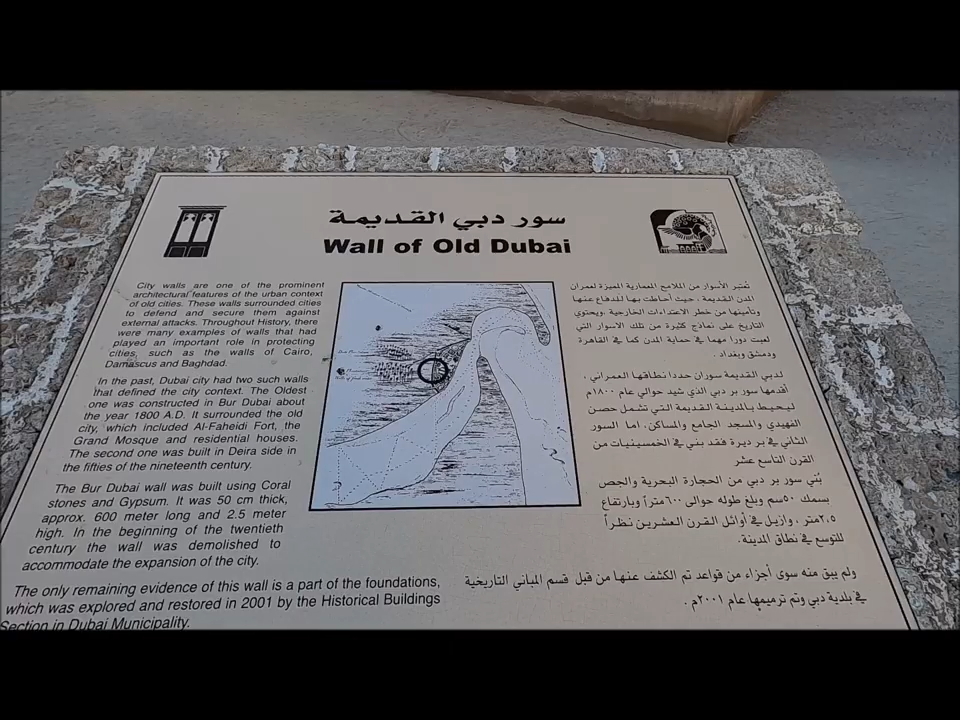 سور دبي القديمة
Wall of Old Dubai
City walls are one of the prominent
architectural features of the urban context
of old cities. These walls surrounded cities
to defend and secure them against
external attacks. Throughout History, there
were many examples of walls that had
played an important role in protecting
cities, such as the walls of Cairo,
Damascus and Baghdad.
In the past, Dubai city had two such walls
that defined the city context. The Oldest
one was constructed in Bur Dubai about
the year 1800 A.D. It surrounded the old
city, which included Al-Faheidi Fort, the
Grand Mosque and residential houses.
The second one was built in Deira side in
the fifties of the nineteenth century.
The Bur Dubai wall was built using Coral
stones and Gypsum. It was 50 cm thick,
approx. 600 meter long and 2.5 meter
high. In the beginning of the twentieth
century the wall was demolished to
accommodate the expansion of the city.
The only remaining evidence of this wall is a part of the foundations,
which was explored and restored in 2001 by the Historical Buildings
Section in Dubai Municipality.
تعتبر الأسوار من الملامح المعمارية المميزة لعمران
المدن القديمة ، حيث أحاطت بها للدفاع عنها
وتأمينها من خطر الاعتداءات الخارجية .ويحتوي
التاريخ على نماذج كثيرة من تلك الاسوار التي
لعبت دورا مهما في حماية المدن كما في القاهرة
ودمشق وبغداد .
لدبي القديمة سوران حددا نطاقها العمراني ،
أقدمها سور بر دبي الذي شيد حوالي عام ١٨٠٠م
ليحيط بالمدينة القديمة التي تشمل حصن
الفهيدي والمسجد الجامع والمساكن. اما السور
الثاني في بر ديرة فقد بني في الخمسينيات من
القرن التاسع عشر
بُني سور بر دبي من الحجارة البحرية والجص
بسمك ٥٠سم وبلغ طوله حوالى ٦٠٠متراً وبارتفاع
٢,٥متر ، وازيل في أوائل القرن العشرين نظراً
للتوسع في نطاق المدينة.
ولم يبق منه سوى أجزاء من قواعد تم الكشف عنها من قبل قسم المباني التاريخية
في بلدية دبي وتم ترميمها عام ٢٠٠١م .